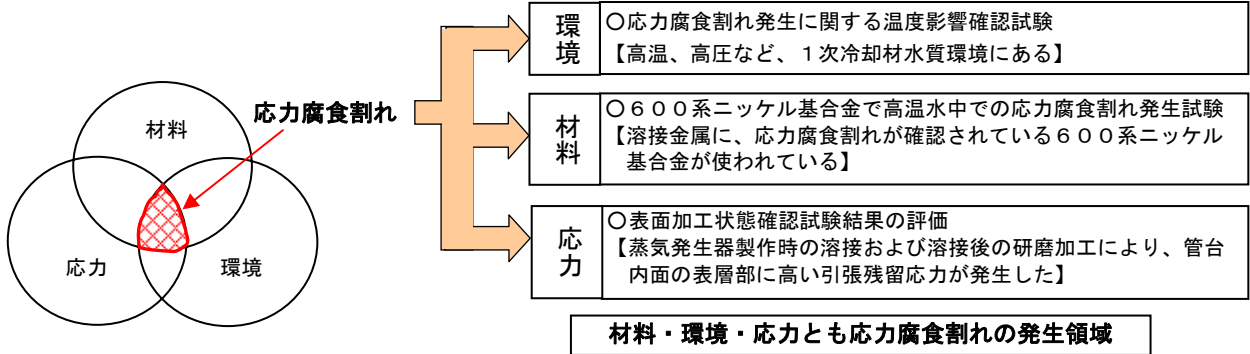 材料
応力
環境
応力腐食割れ
環境
〇応力腐食割れ発生に関する温度影響確認試験
【高温、高圧など、１次冷却材水質環境にある】
材料
〇６００系ニッケル基合金で高温水中での応力腐食割れ発生試験
【溶接金属に、応力腐食割れが確認されている６００系ニッケル
基合金が使われている】
応力
〇表面加工状態確認試験結果の評価
【蒸気発生器製作時の溶接および溶接後の研磨加工により、管台
内面の表層部に高い引張残留応力が発生した】
材料・環境・応力とも応力腐食割れの発生領域